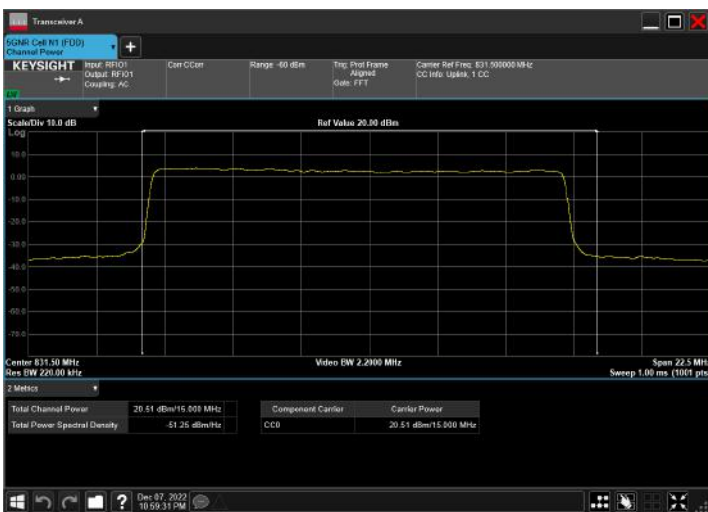 Transceiver A
5GNR Cell N1 (FDD)
Channel Power
KEYSIGHT
Input: RFIO1
Output: RFIO1
Coupling: AC
Corr CCorr
Range: -60 dBm
Trig: Prot Frame
Aligned
Gate: FFT
Carrier Ref Freq: 831.500000 MHz
CC Info: Uplink, 1 CC
1 Graph
Scale/Div 10.0 dB
Ref Value 20.00 dBm
Log
10.0
0.00
-10.0
-20.0
-30.0
-40.0
-50.0
-60.0
-70.0
Center 831.50 MHz
Video BW 2.2000 MHz
Span 22.5 MH
Res BW 220.00 kHz
Sweep 1.00 ms (1001 pts
2 Metrics
Total Channel Power 20.51 dBm/15.000 MHz
Total Power Spectral Density -51.25 dBm/Hz
Component Carrier Carrier Power
CC0 20.51 dBm/15.000 MHz
?
Dec 07, 2022
10:59:31 PM